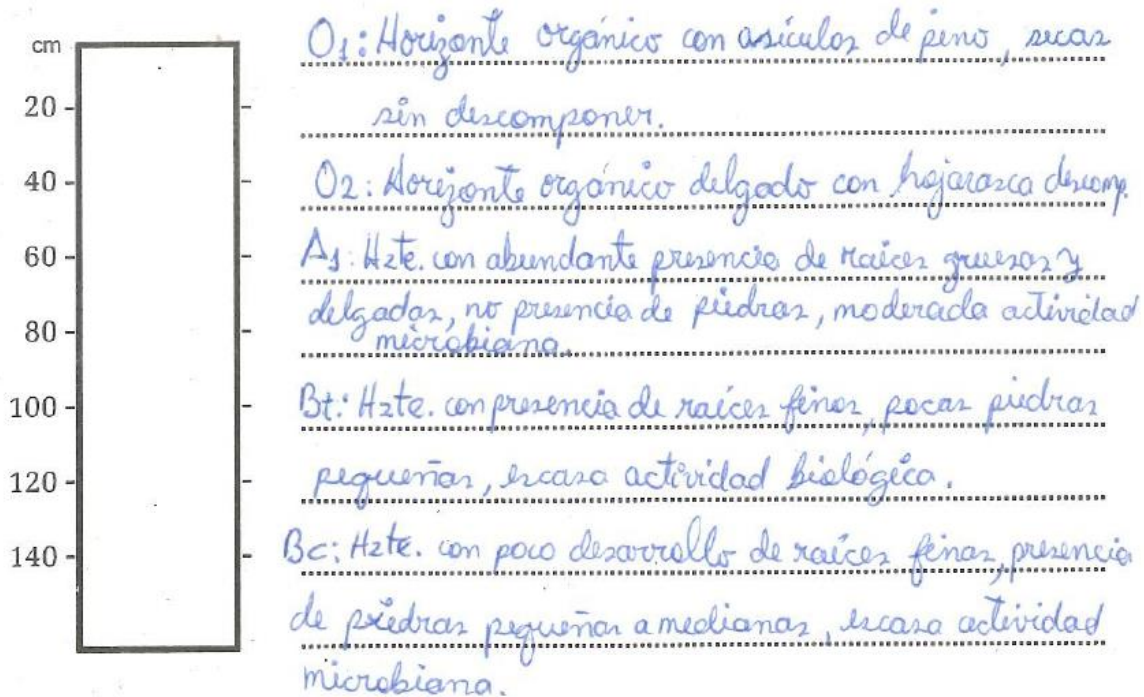 cm
O1: Horizonte orgánico con asículos de pino, secas
20 -
sin descomponer.
40 -
O2: Horizonte orgánico delgado con hojarasca descomp.
60 -
A1: Hzte. con abundante presencia de raíces gruesas y
delgadas, no presencia de piedras, moderada actividad
80 -
microbiana.
100 -
Bt: Hzte. con presencia de raíces finas, pocas piedras
120 -
pequeñas, escasa actividad biológica.
140 -
Bc: Hzte. con poco desarrollo de raíces finas, presencia
de piedras pequeñas a medianas, escasa actividad
microbiana.